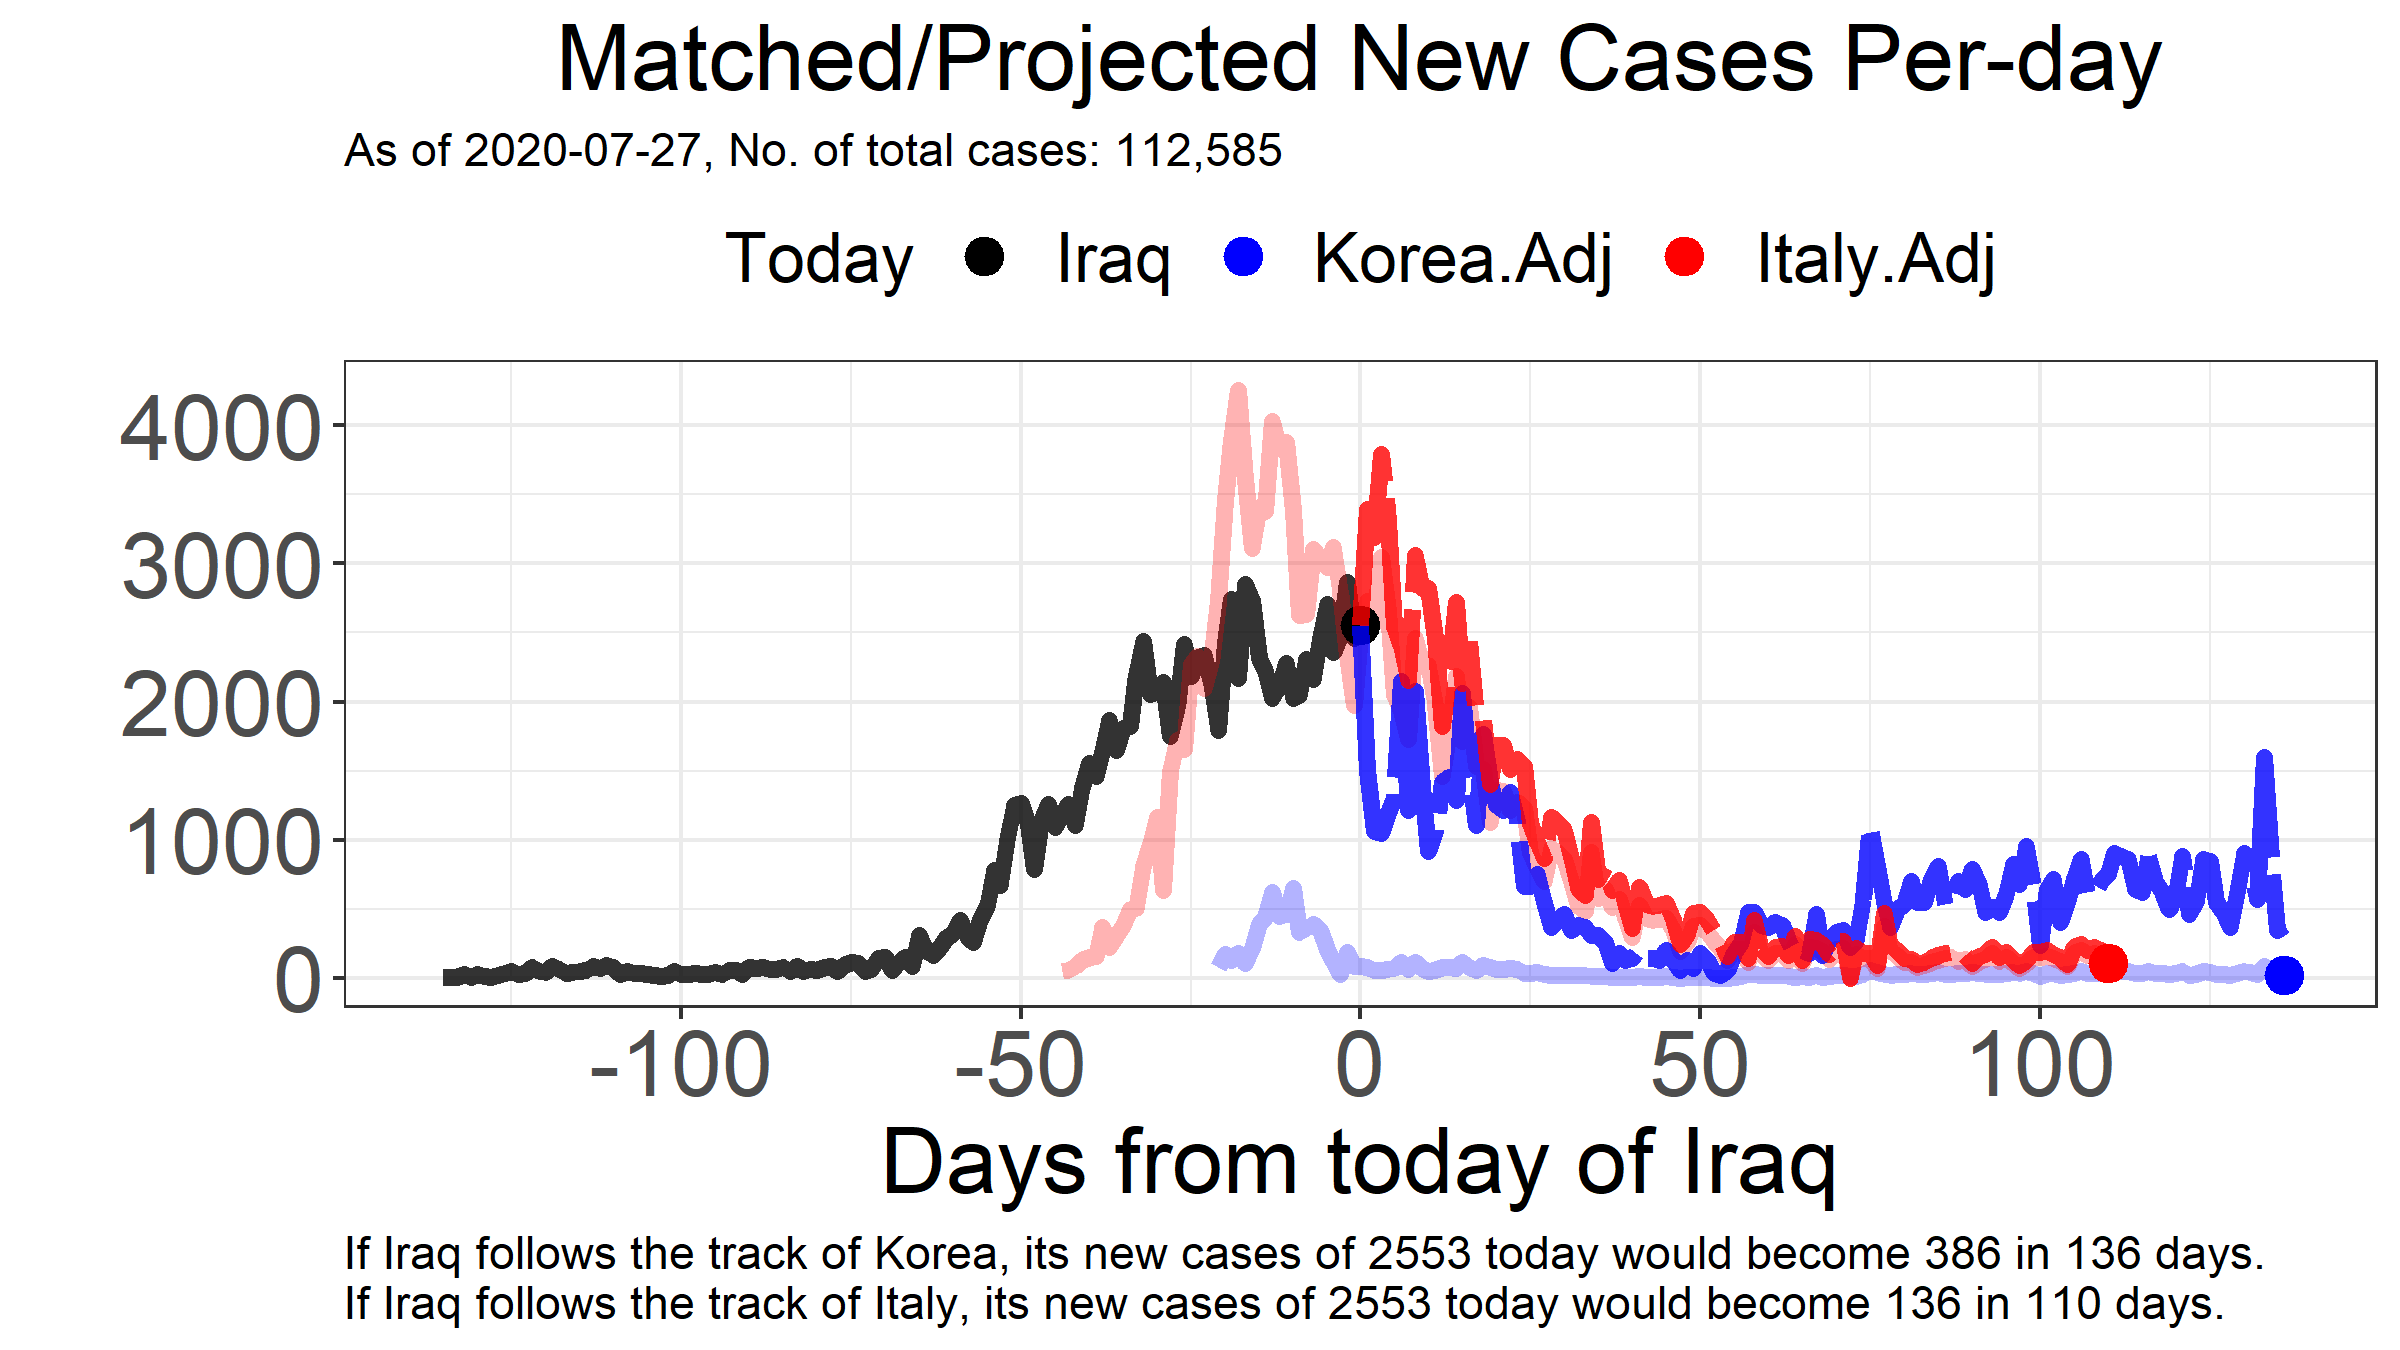 Matched/Projected New Cases Per-day
As of 2020-07-27, No. of total cases: 112,585
Today Iraq Korea.Adj Italy.Adj
4000
3000
2000
1000
0
-100 -50 0 50 100
Days from today of Iraq
If Iraq follows the track of Korea, its new cases of 2553 today would become 386 in 136 days.
If Iraq follows the track of Italy, its new cases of 2553 today would become 136 in 110 days.